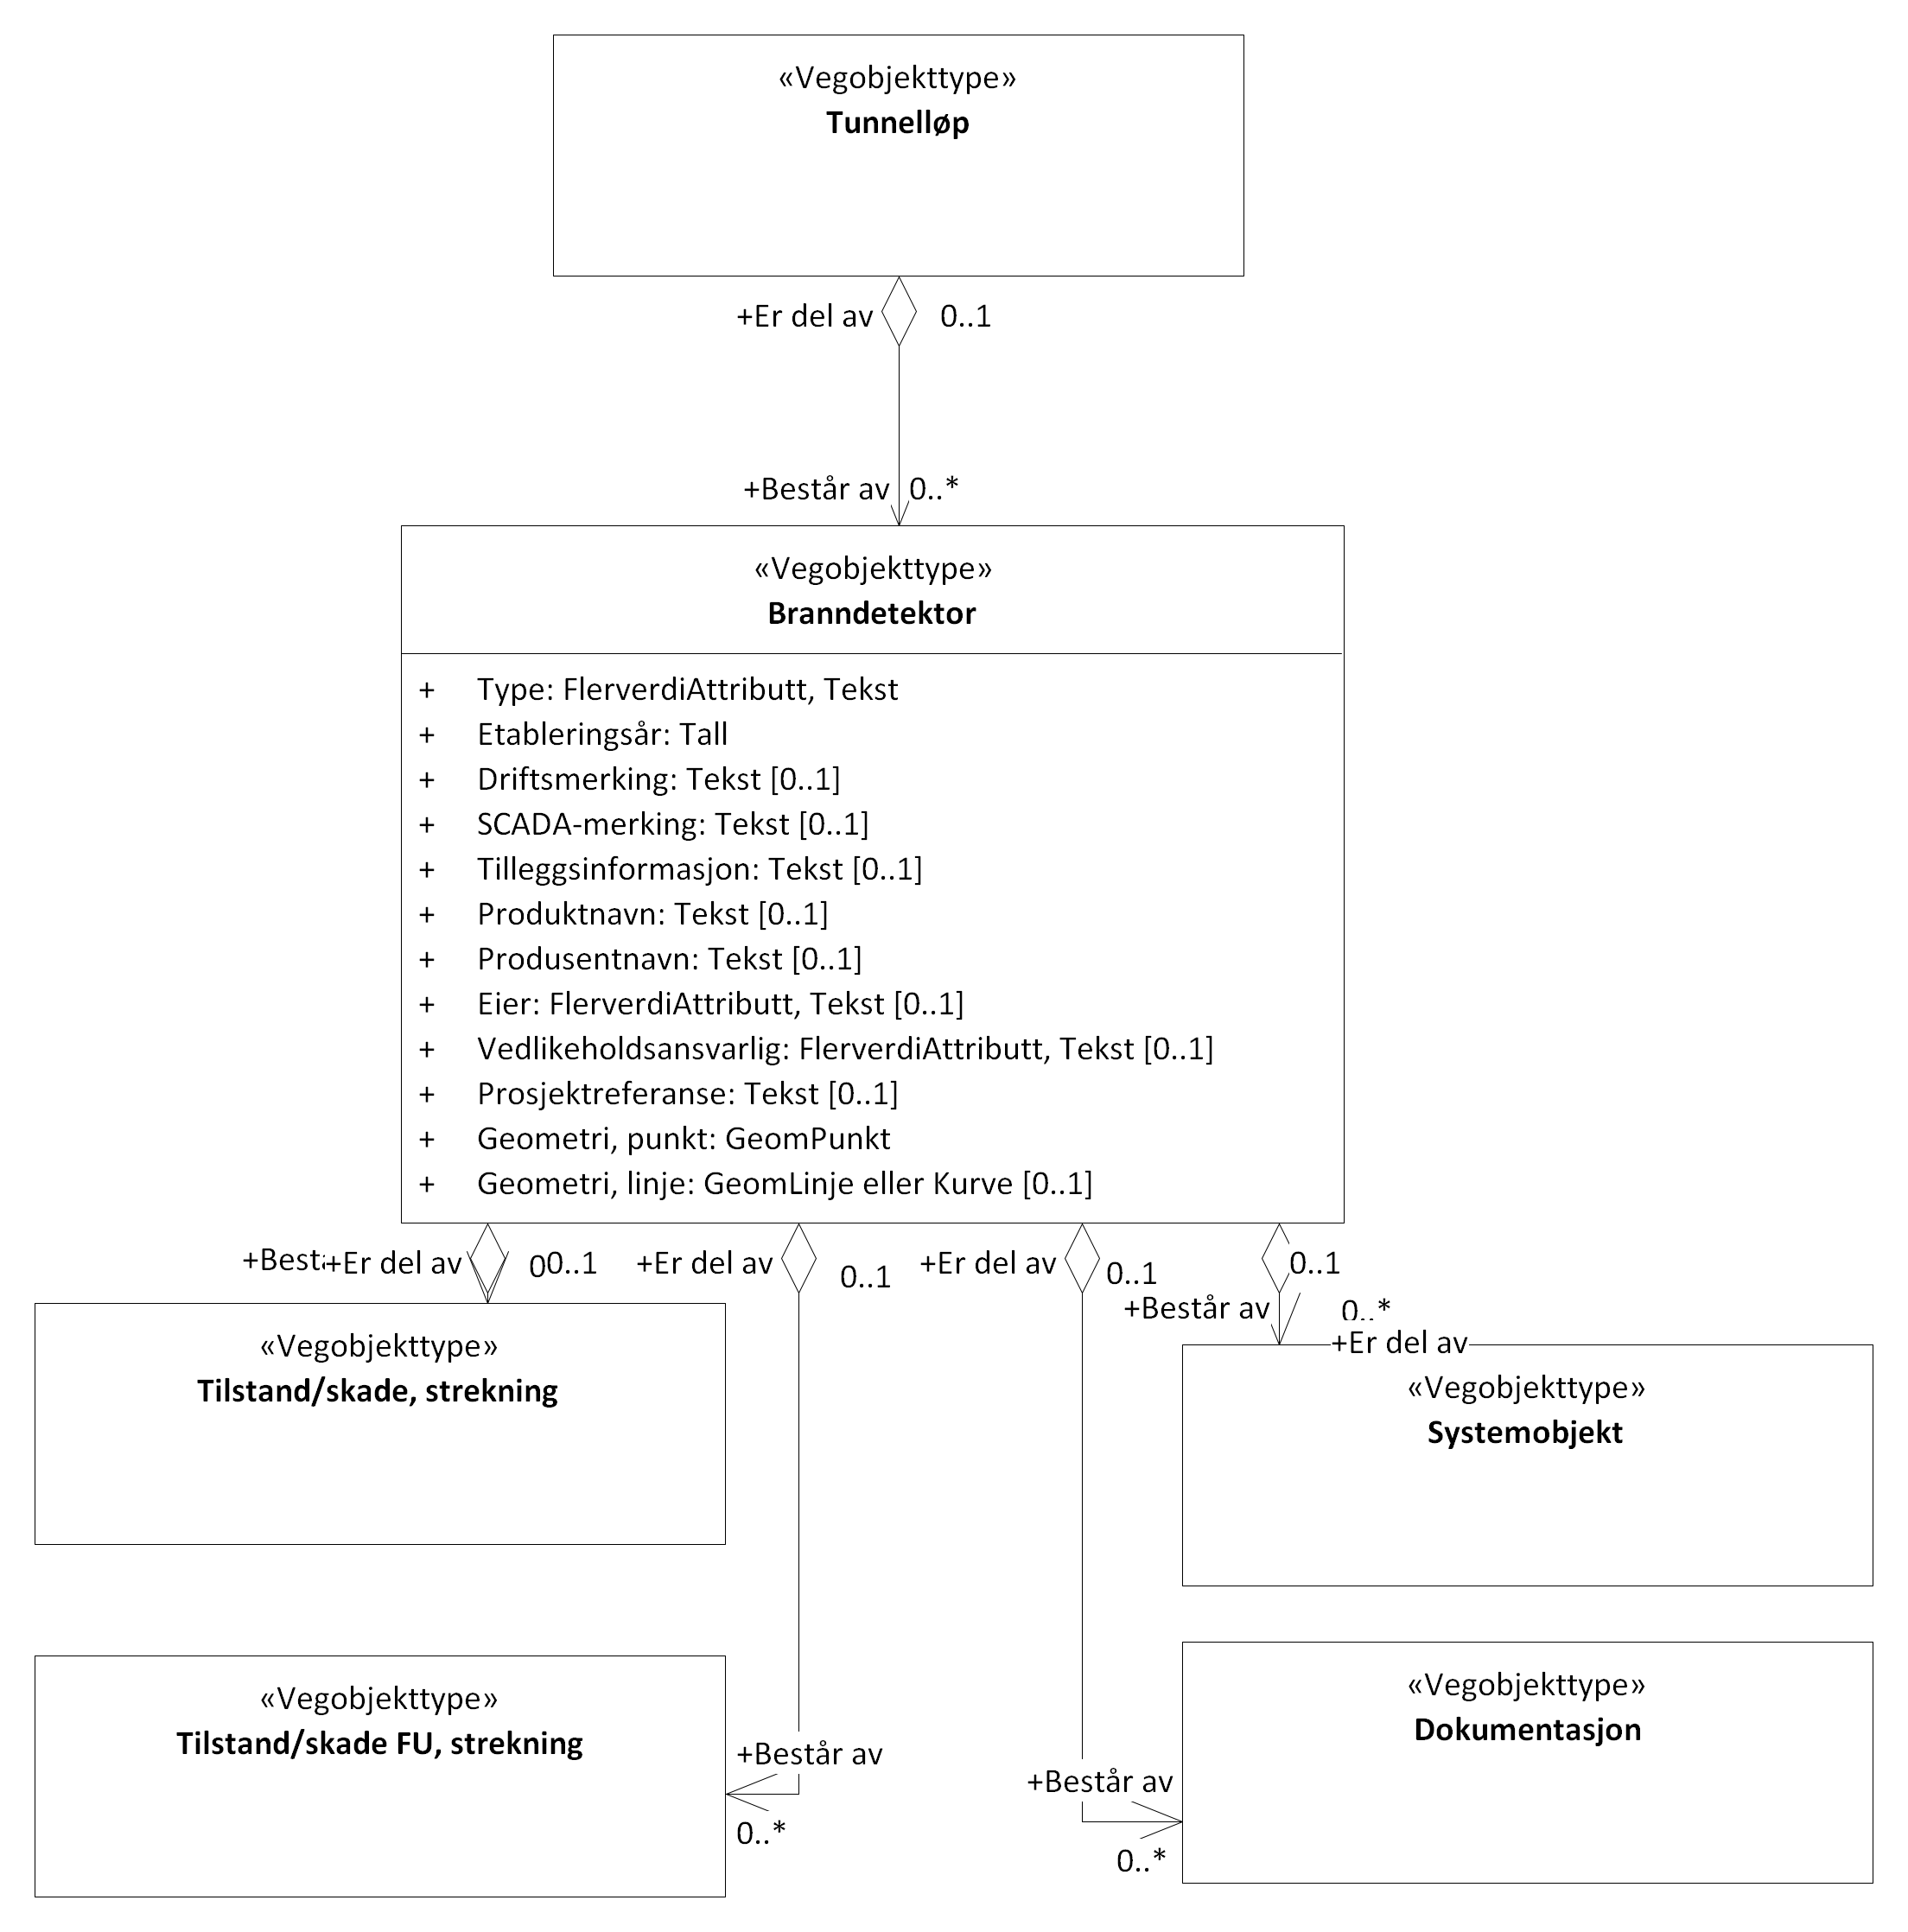 «Vegobjekttype»
Tunnelløp
+Er del av 0..1
+Består av 0..*
«Vegobjekttype»
Branndetektor
+ Type: FlerverdiAttributt, Tekst
+ Etableringsår: Tall
+ Driftsmerking: Tekst [0..1]
+ SCADA-merking: Tekst [0..1]
+ Tilleggsinformasjon: Tekst [0..1]
+ Produktnavn: Tekst [0..1]
+ Produsentnavn: Tekst [0..1]
+ Eier: FlerverdiAttributt, Tekst [0..1]
+ Vedlikeholdsansvarlig: FlerverdiAttributt, Tekst [0..1]
+ Prosjektreferanse: Tekst [0..1]
+ Geometri, punkt: GeomPunkt
+ Geometri, linje: GeomLinje eller Kurve [0..1]
+Er del av 0..1
+Er del av 0..1
+Er del av 0..1
0..1
+Består av 0..*
+Er del av
«Vegobjekttype»
Tilstand/skade, strekning
«Vegobjekttype»
Systemobjekt
«Vegobjekttype»
Tilstand/skade FU, strekning
+Består av
0..*
«Vegobjekttype»
Dokumentasjon
+Består av
0..*